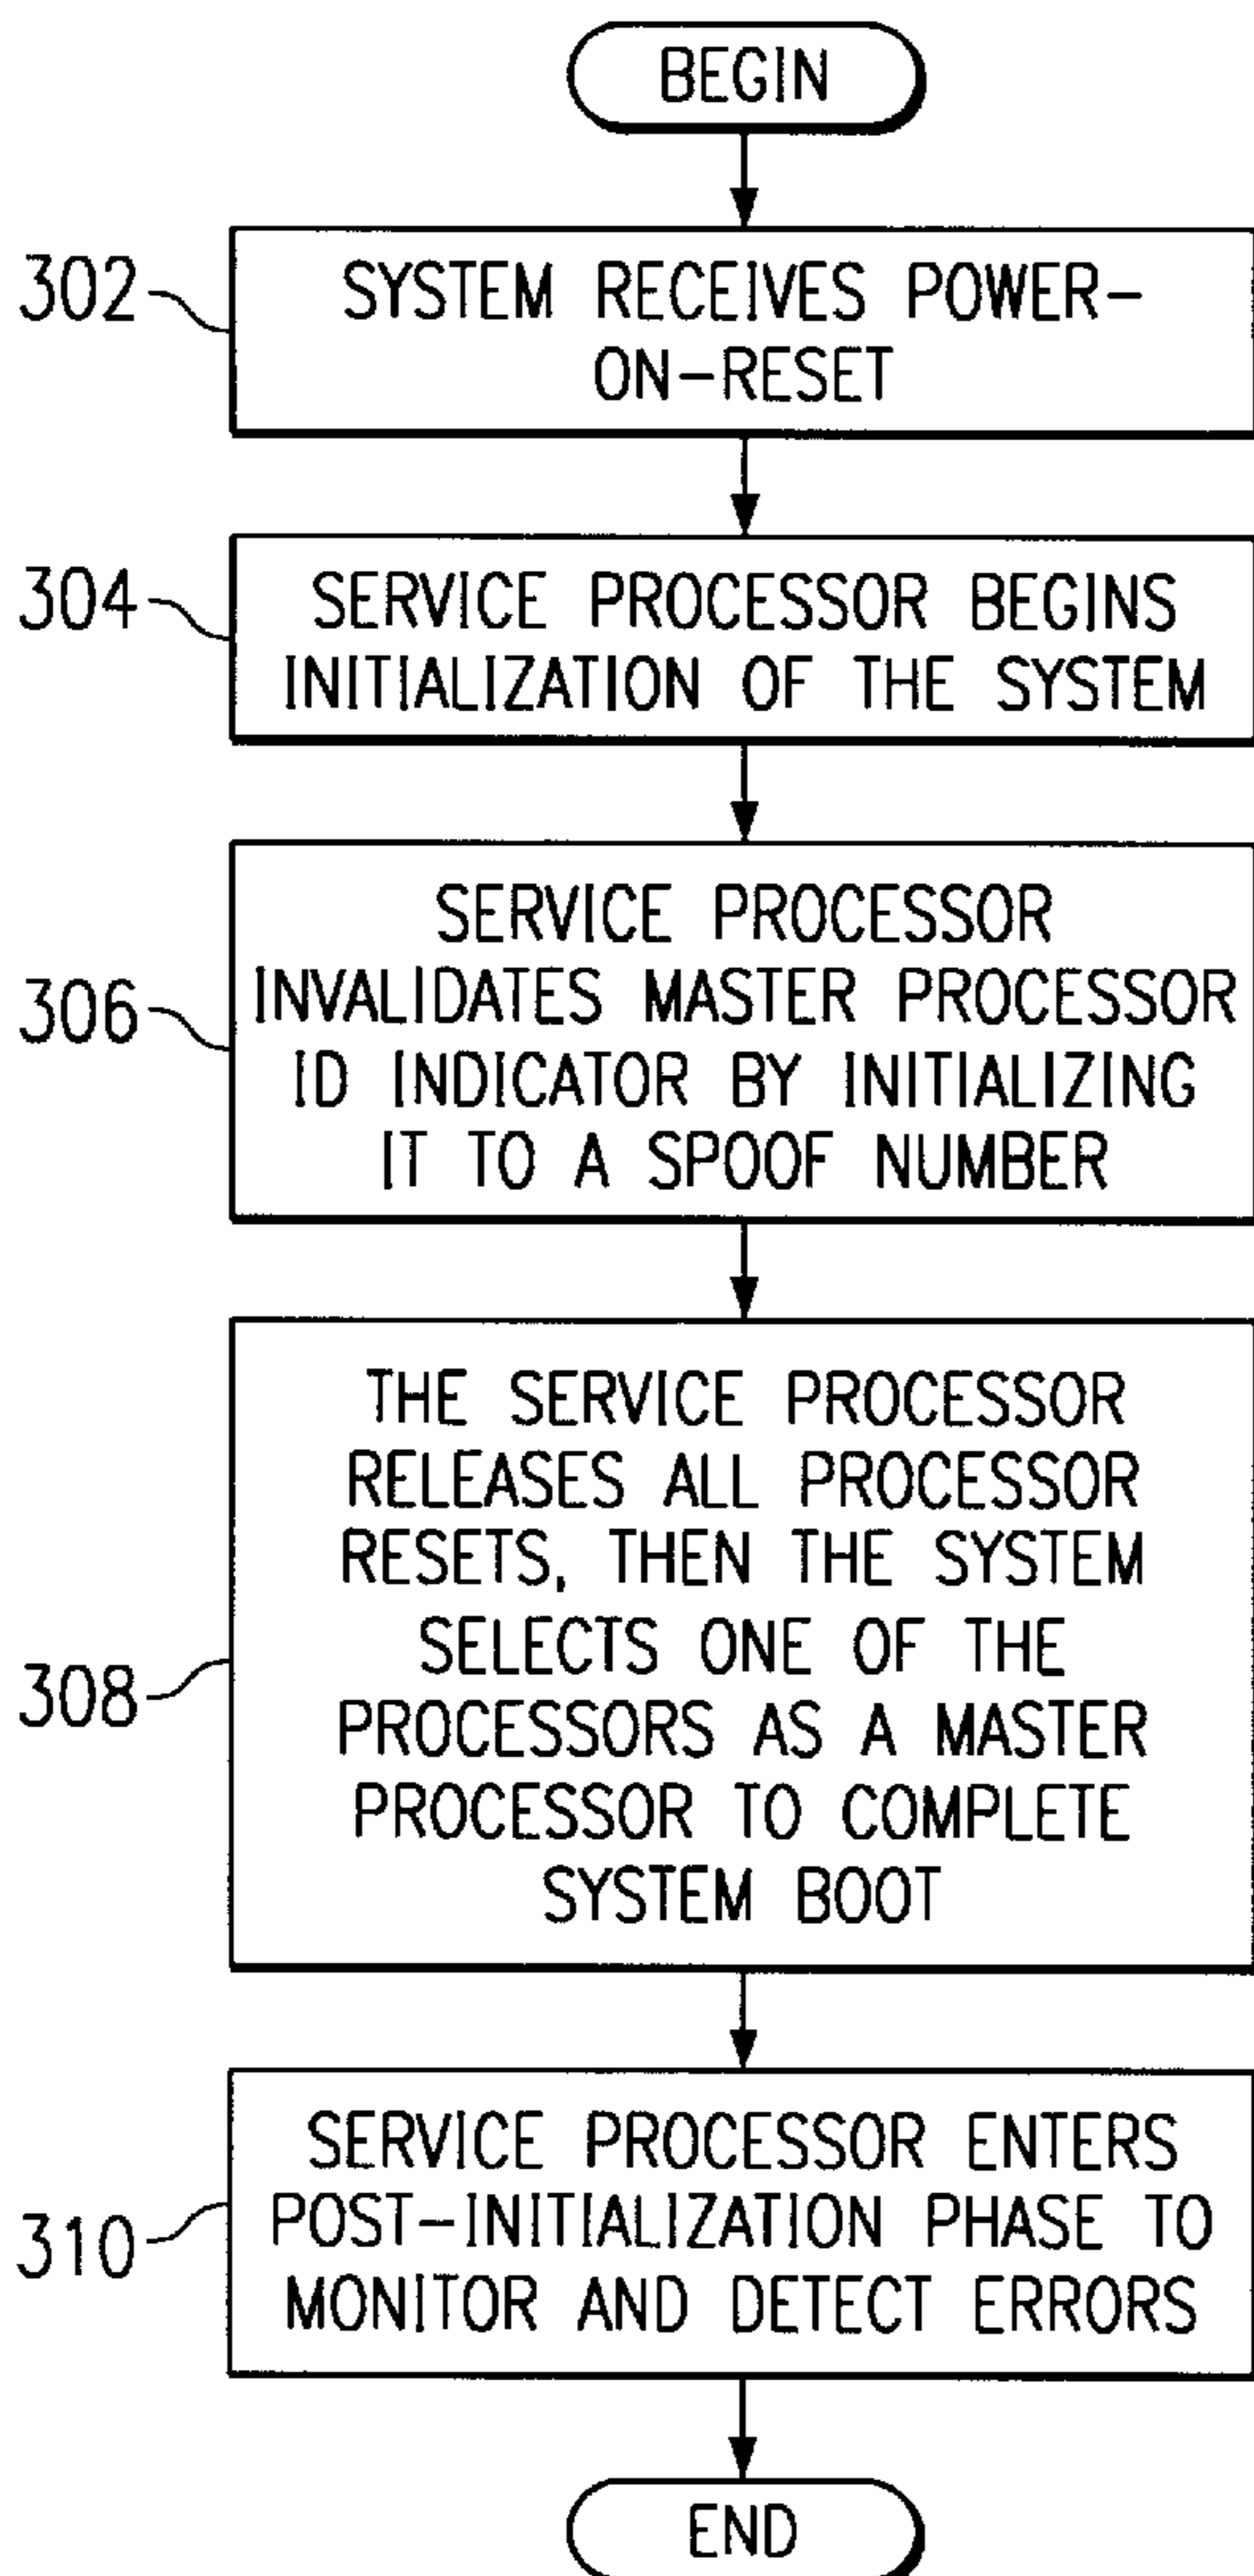 BEGIN
302
SYSTEM RECEIVES POWER-
ON-RESET
304
SERVICE PROCESSOR BEGINS
INITIALIZATION OF THE SYSTEM
306
SERVICE PROCESSOR
INVALIDATES MASTER PROCESSOR
ID INDICATOR BY INITIALIZING
IT TO A SPOOF NUMBER
308
THE SERVICE PROCESSOR
RELEASES ALL PROCESSOR
RESETS, THEN THE SYSTEM
SELECTS ONE OF THE
PROCESSORS AS A MASTER
PROCESSOR TO COMPLETE
SYSTEM BOOT
310
SERVICE PROCESSOR ENTERS
POST-INITIALIZATION PHASE TO
MONITOR AND DETECT ERRORS
END